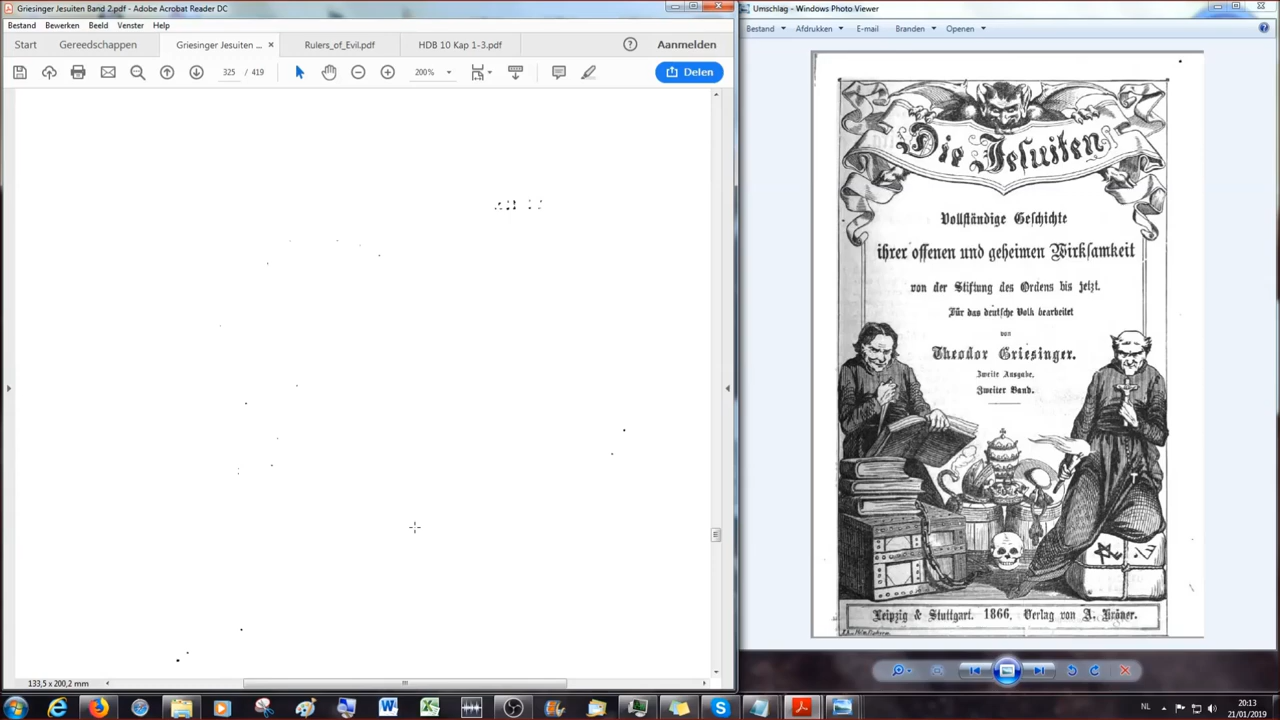 Griesinger Jesuiten Band 2.pdf - Adobe Acrobat Reader DC
Bestand Bewerken Beeld Venster Help
Start Gereedschappen Griesinger Jesuiten ... × Rulers_of_Evil.pdf HDB 10 Kap 1-3.pdf Aanmelden
325 / 419 200% Delen
133,5 x 200,2 mm
Umschlag - Windows Photo Viewer
Bestand Afdrukken E-mail Branden Openen
Die Jesuiten
Vollständige Geschichte
ihrer offenen und geheimen Wirksamkeit
von der Stiftung des Ordens bis jetzt.
Für das deutsche Volk bearbeitet
von
Theodor Griesinger.
Zweite Ausgabe.
Zweiter Band.
Leipzig & Stuttgart. 1866. Verlag von A. Kröner.
NL 20:13
21/01/2019